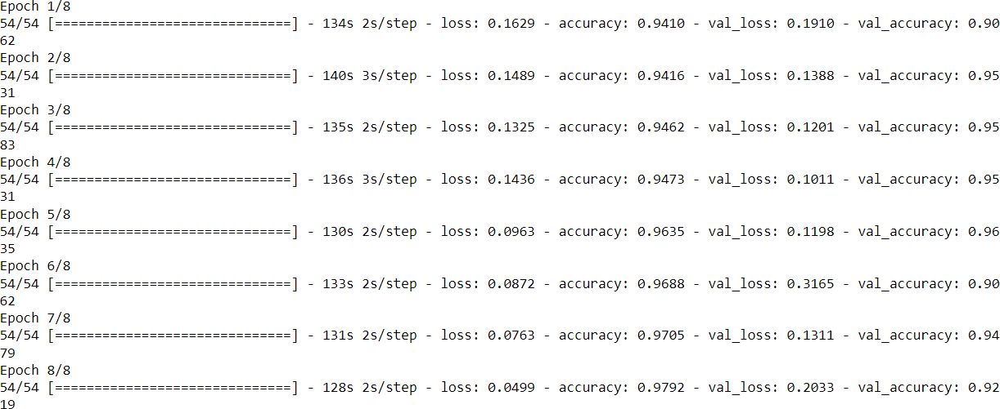 Epoch 1/8
54/54 [==============================] - 134s 2s/step - loss: 0.1629 - accuracy: 0.9410 - val_loss: 0.1910 - val_accuracy: 0.90
62
Epoch 2/8
54/54 [==============================] - 140s 3s/step - loss: 0.1489 - accuracy: 0.9416 - val_loss: 0.1388 - val_accuracy: 0.95
31
Epoch 3/8
54/54 [==============================] - 135s 2s/step - loss: 0.1325 - accuracy: 0.9462 - val_loss: 0.1201 - val_accuracy: 0.95
83
Epoch 4/8
54/54 [==============================] - 136s 3s/step - loss: 0.1436 - accuracy: 0.9473 - val_loss: 0.1011 - val_accuracy: 0.95
31
Epoch 5/8
54/54 [==============================] - 130s 2s/step - loss: 0.0963 - accuracy: 0.9635 - val_loss: 0.1198 - val_accuracy: 0.96
35
Epoch 6/8
54/54 [==============================] - 133s 2s/step - loss: 0.0872 - accuracy: 0.9688 - val_loss: 0.3165 - val_accuracy: 0.90
62
Epoch 7/8
54/54 [==============================] - 131s 2s/step - loss: 0.0763 - accuracy: 0.9705 - val_loss: 0.1311 - val_accuracy: 0.94
79
Epoch 8/8
54/54 [==============================] - 128s 2s/step - loss: 0.0499 - accuracy: 0.9792 - val_loss: 0.2033 - val_accuracy: 0.92
19